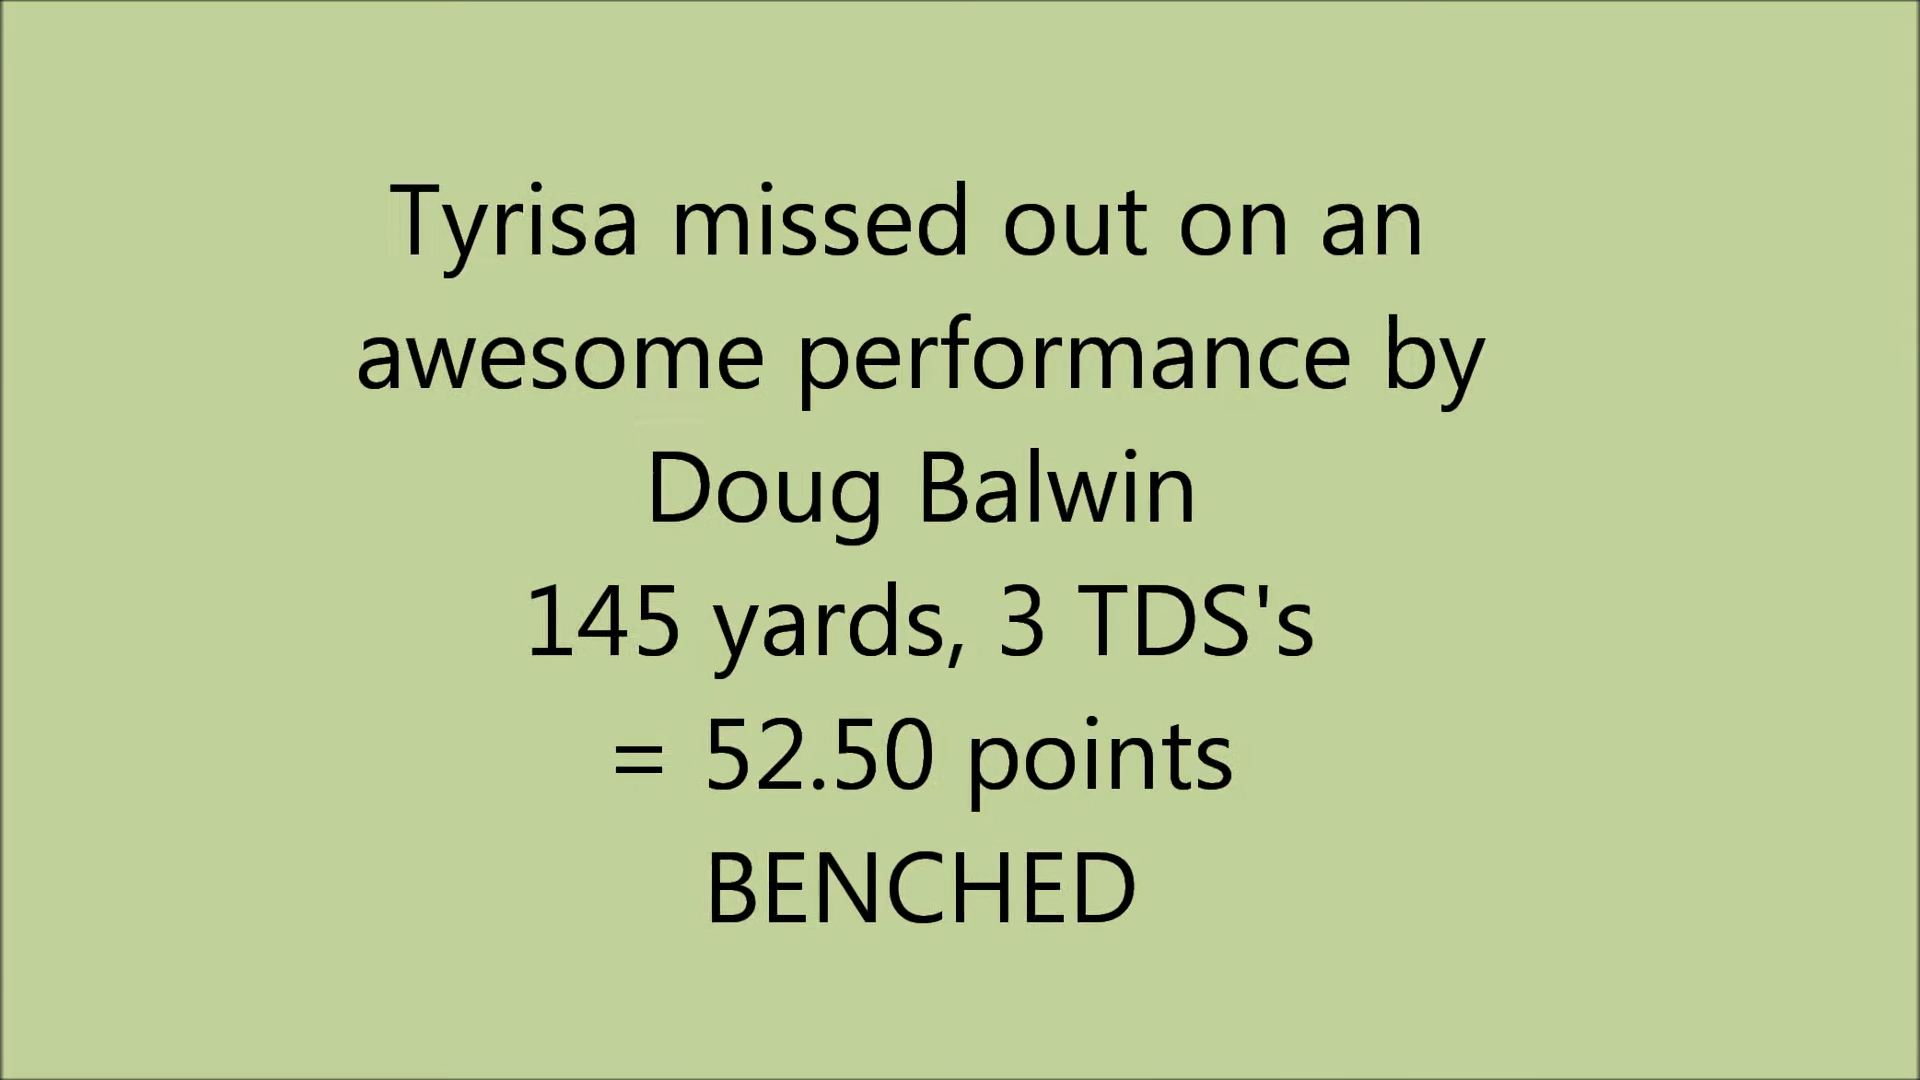 Tyrisa missed out on an
awesome performance by
Doug Balwin
145 yards, 3 TDS's
= 52.50 points
BENCHED